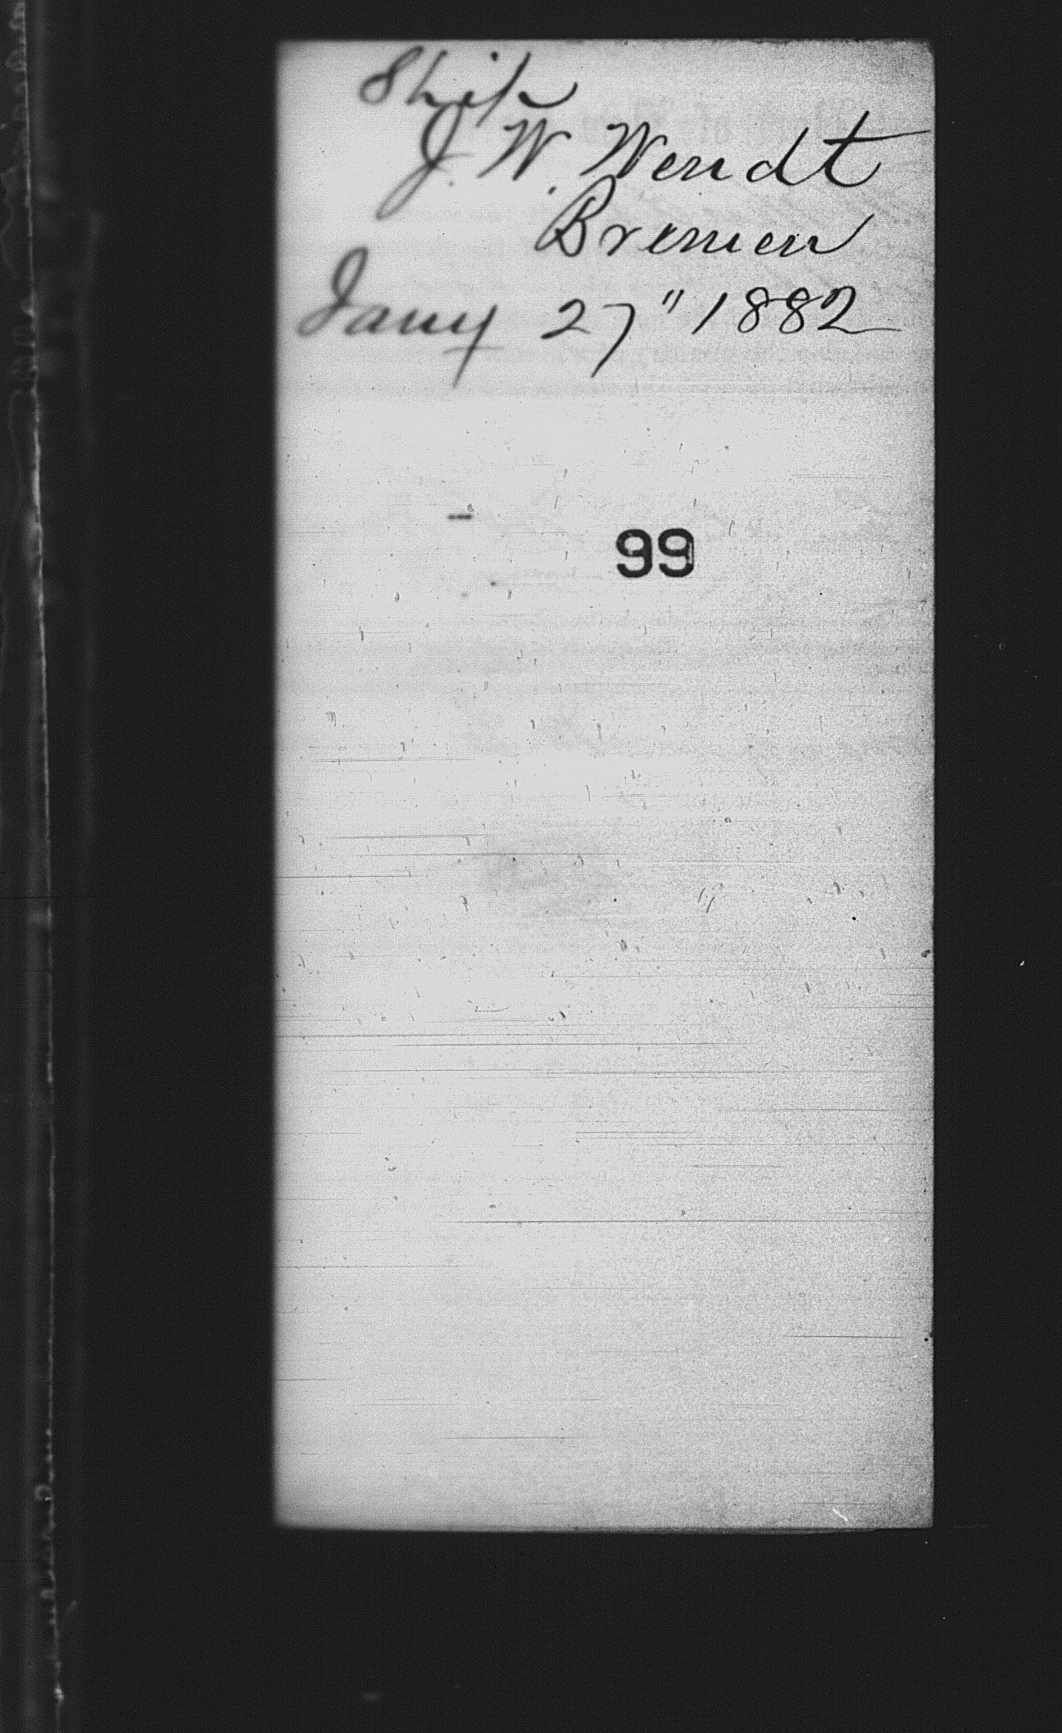 Ship
J. W. Wendt
Bremen
Jany 27" 1882
99